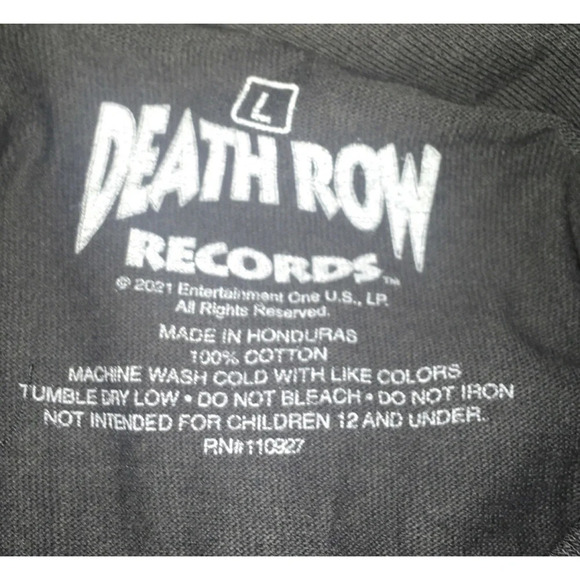 L
DEATH ROW
RECORDS™
© 2021 Entertainment One U.S., LP.
All Rights Reserved.
MADE IN HONDURAS
100% COTTON
MACHINE WASH COLD WITH LIKE COLORS
TUMBLE DRY LOW • DO NOT BLEACH • DO NOT IRON
NOT INTENDED FOR CHILDREN 12 AND UNDER.
RN#110927